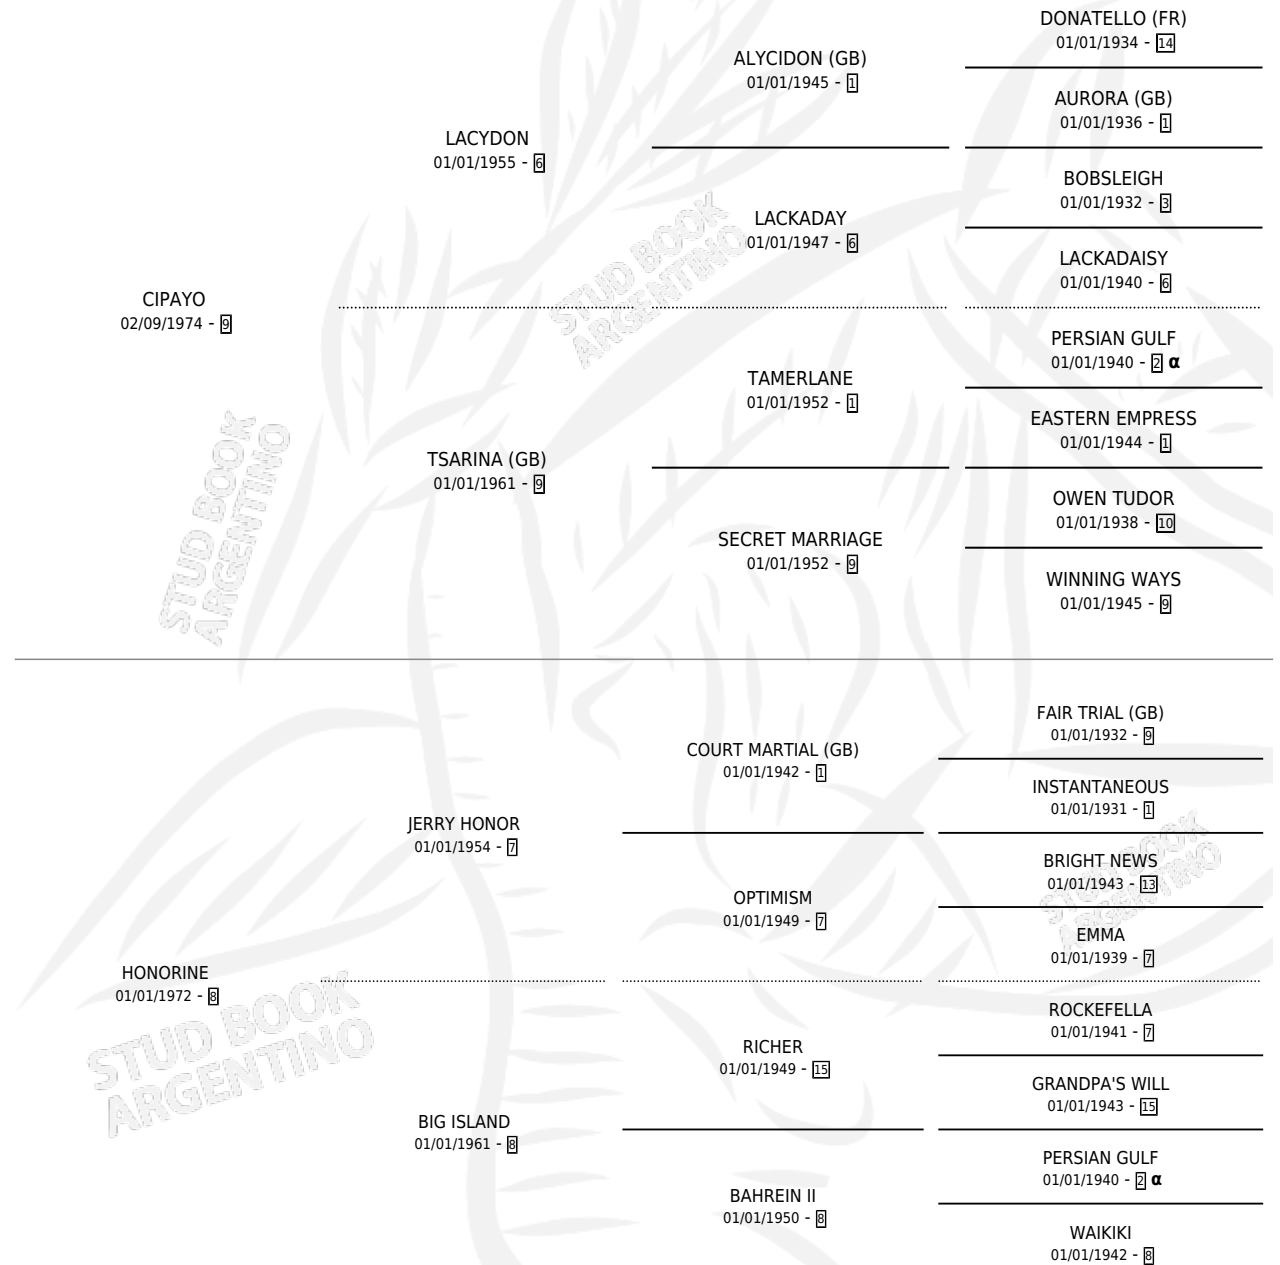 DONATELLO (FR)
01/01/1934 - 14
ALYCIDON (GB)
01/01/1945 - 1
AURORA (GB)
01/01/1936 - 1
LACYDON
01/01/1955 - 6
BOBSLEIGH
01/01/1932 - 3
LACKADAY
01/01/1947 - 6
LACKADAISY
01/01/1940 - 6
CIPAYO
02/09/1974 - 9
PERSIAN GULF
01/01/1940 - 2 α
TAMERLANE
01/01/1952 - 1
EASTERN EMPRESS
01/01/1944 - 1
TSARINA (GB)
01/01/1961 - 9
OWEN TUDOR
01/01/1938 - 10
SECRET MARRIAGE
01/01/1952 - 9
WINNING WAYS
01/01/1945 - 9
FAIR TRIAL (GB)
01/01/1932 - 9
COURT MARTIAL (GB)
01/01/1942 - 1
INSTANTANEOUS
01/01/1931 - 1
JERRY HONOR
01/01/1954 - 7
BRIGHT NEWS
01/01/1943 - 13
OPTIMISM
01/01/1949 - 7
EMMA
01/01/1939 - 7
HONORINE
01/01/1972 - 8
ROCKEFELLA
01/01/1941 - 7
RICHER
01/01/1949 - 15
GRANDPA'S WILL
01/01/1943 - 15
BIG ISLAND
01/01/1961 - 8
PERSIAN GULF
01/01/1940 - 2 α
BAHREIN II
01/01/1950 - 8
WAIKIKI
01/01/1942 - 8
STUD BOOK
ARGENTINO
STUD BOOK
ARGENTINO
STUD BOOK
ARGENTINO
STUD BOOK
ARGENTINO